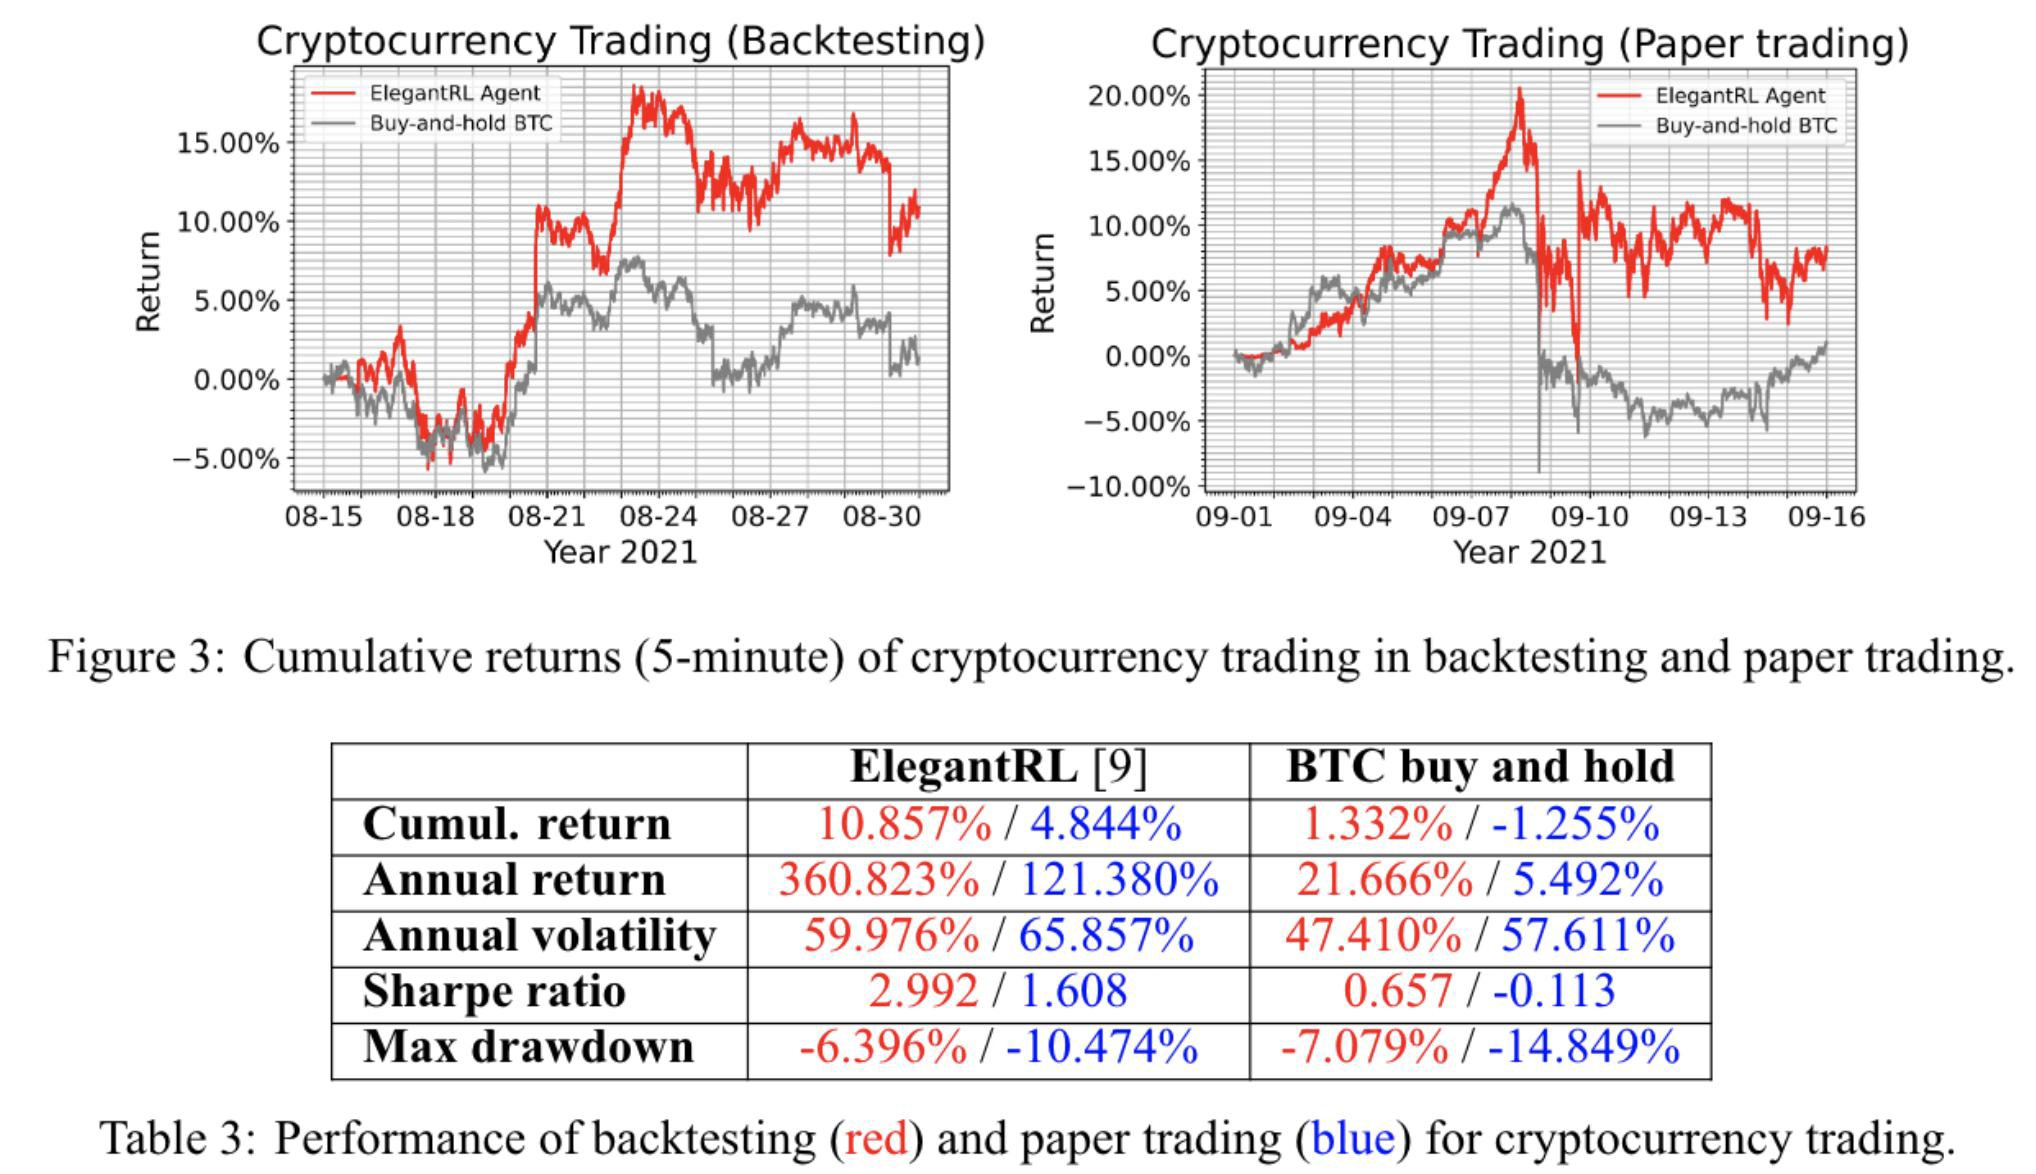 Cryptocurrency Trading (Backtesting)
ElegantRL Agent
Buy-and-hold BTC
15.00%
10.00%
5.00%
0.00%
−5.00%
Return
08-15 08-18 08-21 08-24 08-27 08-30
Year 2021
Cryptocurrency Trading (Paper trading)
ElegantRL Agent
Buy-and-hold BTC
20.00%
15.00%
10.00%
5.00%
0.00%
−5.00%
−10.00%
Return
09-01 09-04 09-07 09-10 09-13 09-16
Year 2021
Figure 3: Cumulative returns (5-minute) of cryptocurrency trading in backtesting and paper trading.
ElegantRL [9] BTC buy and hold
Cumul. return 10.857% / 4.844% 1.332% / -1.255%
Annual return 360.823% / 121.380% 21.666% / 5.492%
Annual volatility 59.976% / 65.857% 47.410% / 57.611%
Sharpe ratio 2.992 / 1.608 0.657 / -0.113
Max drawdown -6.396% / -10.474% -7.079% / -14.849%
Table 3: Performance of backtesting (red) and paper trading (blue) for cryptocurrency trading.